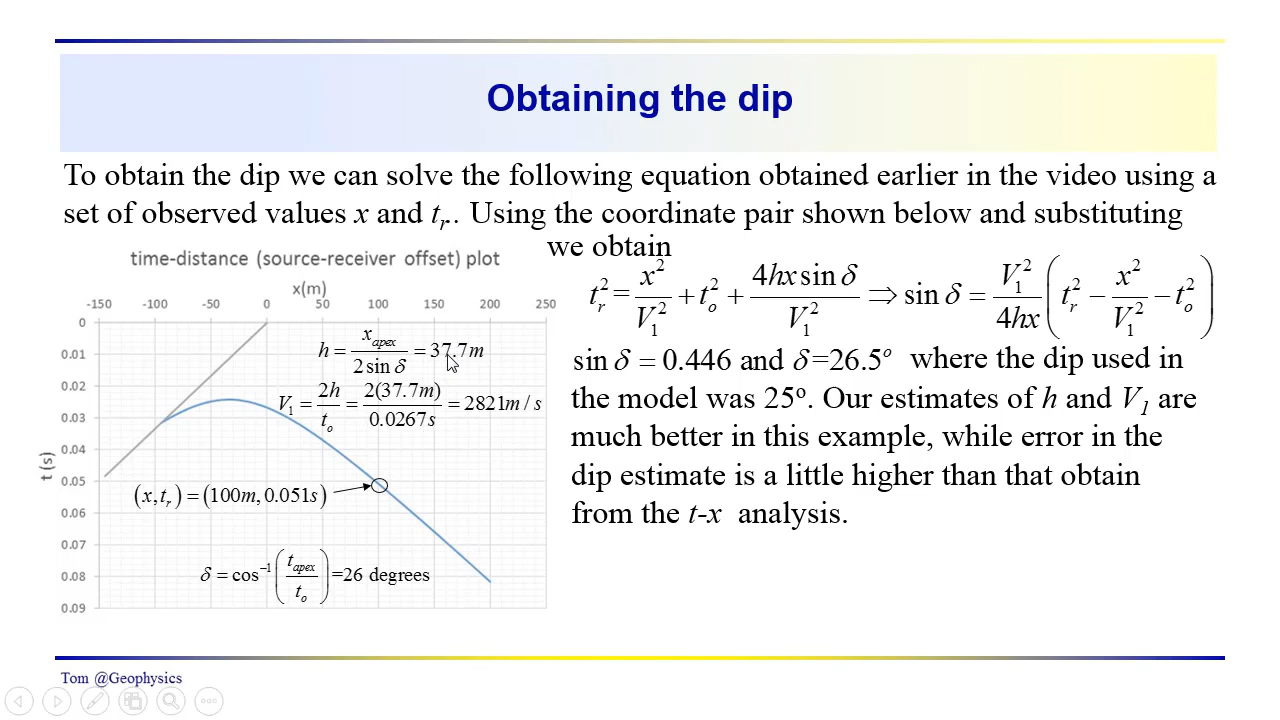 Obtaining the dip
To obtain the dip we can solve the following equation obtained earlier in the video using a
set of observed values x and t_r.. Using the coordinate pair shown below and substituting
we obtain
t_r^2 = x^2/V_1^2 + t_o^2 + 4hx sin δ/V_1^2 ⇒ sin δ = V_1^2/4hx (t_r^2 − x^2/V_1^2 − t_o^2)
sin δ = 0.446 and δ=26.5° where the dip used in
the model was 25°. Our estimates of h and V_1 are
much better in this example, while error in the
dip estimate is a little higher than that obtain
from the t-x analysis.
time-distance (source-receiver offset) plot
x(m)
-150 -100 -50 0 50 100 150 200 250
0
0.01
0.02
0.03
0.04
0.05
0.06
0.07
0.08
0.09
t (s)
h = x_apex/2 sin δ = 37.7m
V_1 = 2h/t_o = 2(37.7m)/0.0267s = 2821m / s
(x,t_r) = (100m, 0.051s)
δ = cos^−1 (t_apex/t_o) =26 degrees
Tom @Geophysics